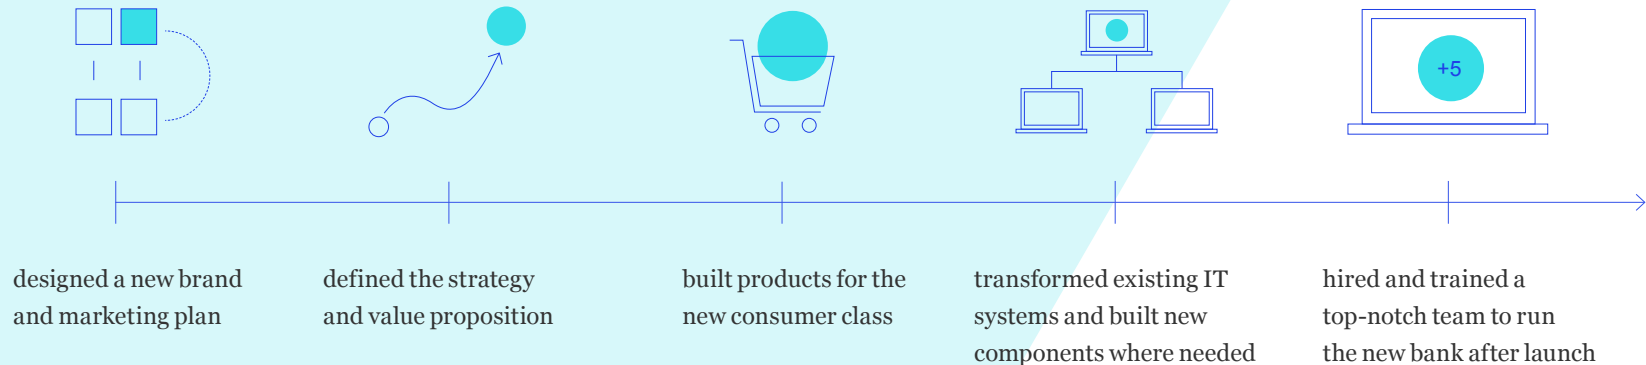 +5
designed a new brand
and marketing plan
defined the strategy
and value proposition
built products for the
new consumer class
transformed existing IT
systems and built new
components where needed
hired and trained a
top-notch team to run
the new bank after launch